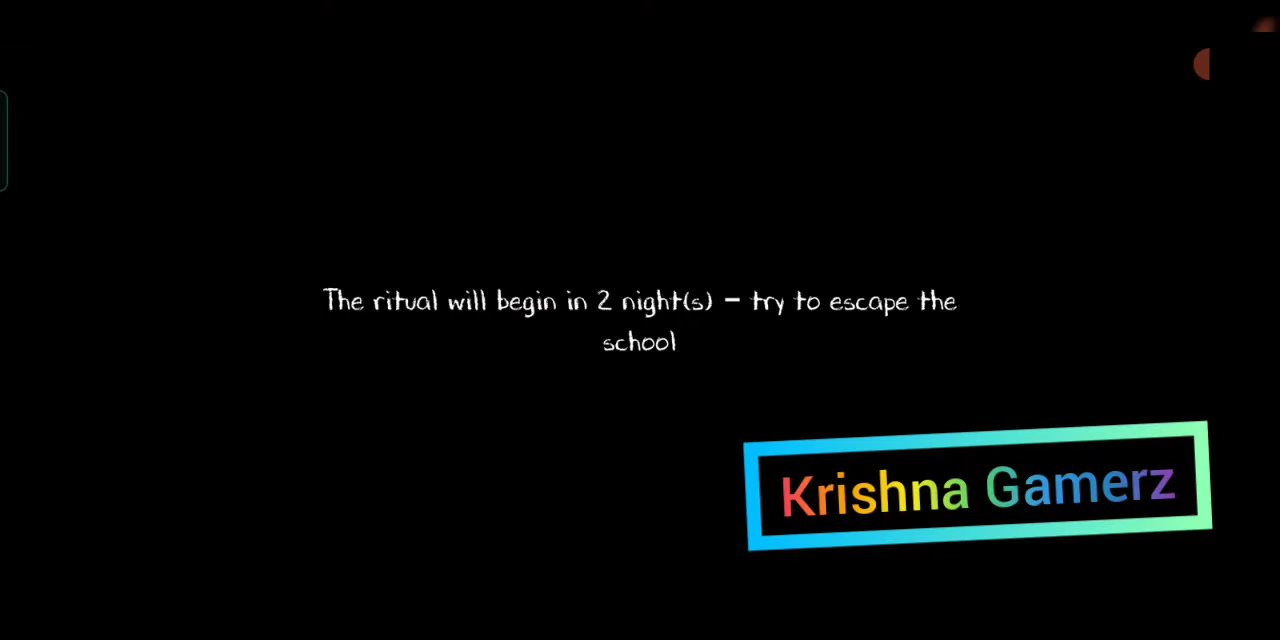 The ritual will begin in 2 night(s) - try to escape the
school
Krishna Gamerz